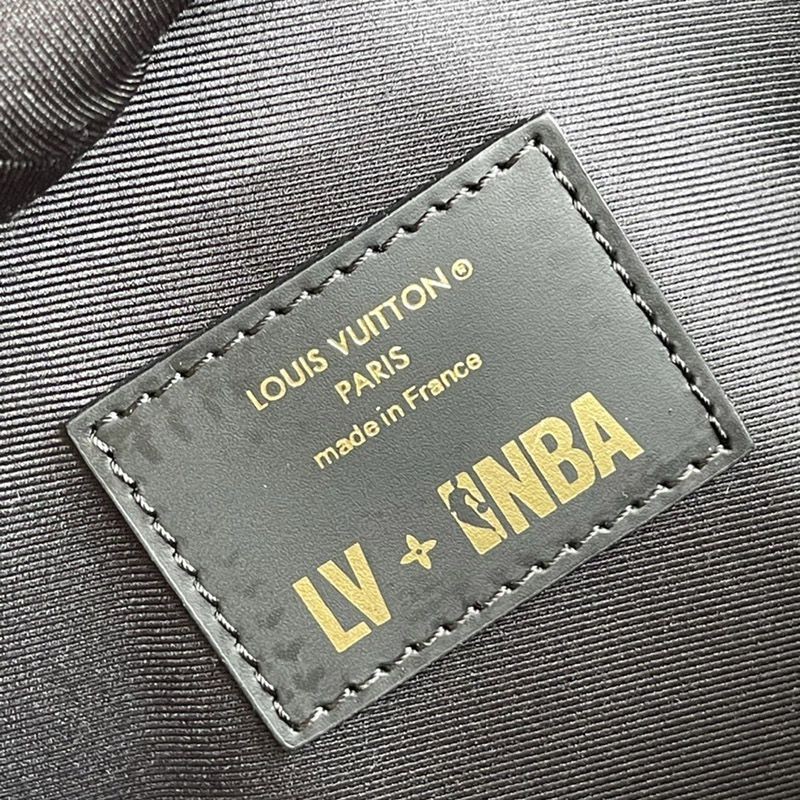 LOUIS VUITTON®
PARIS
made in France
LV NBA